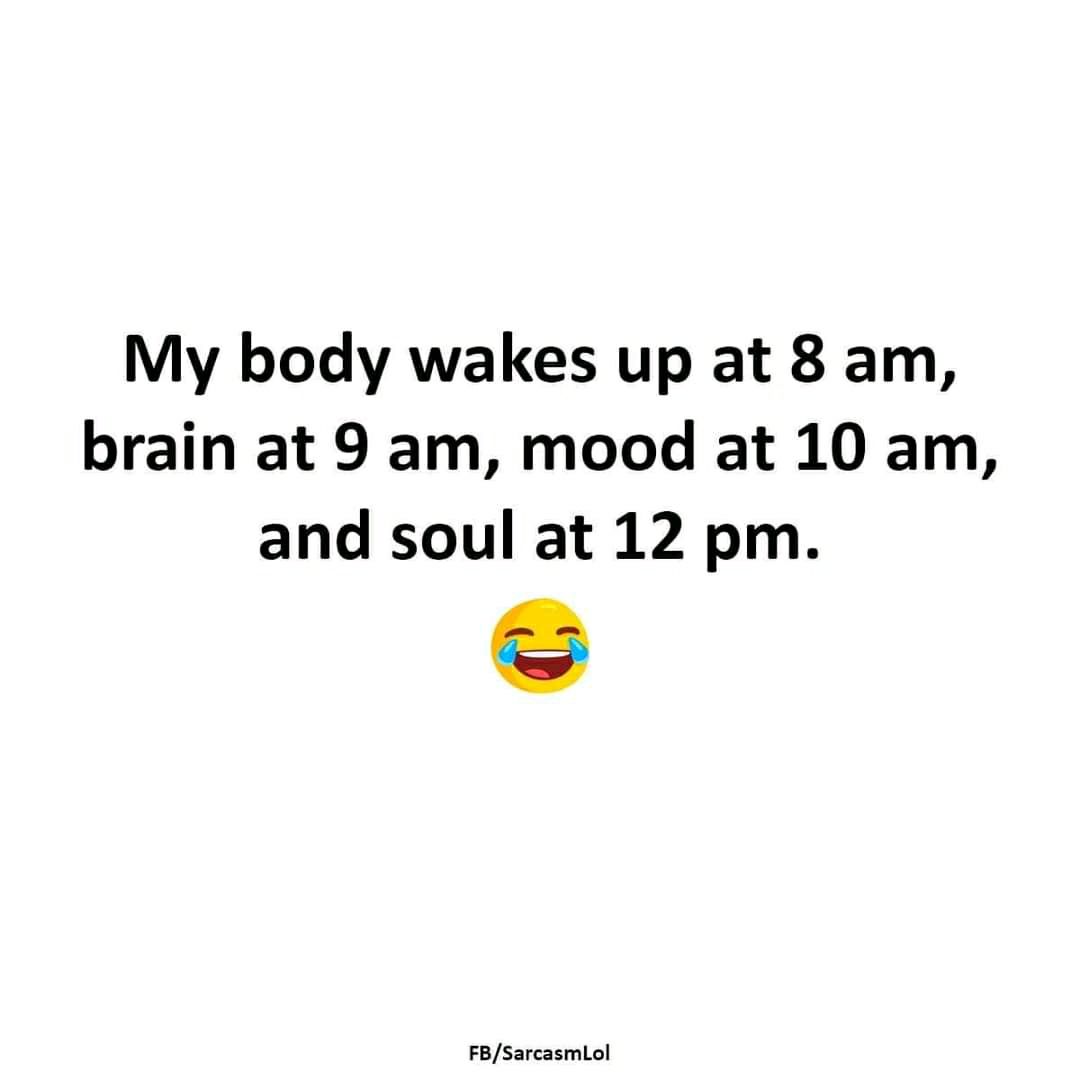 My body wakes up at 8 am,
brain at 9 am, mood at 10 am,
and soul at 12 pm.
FB/SarcasmLol